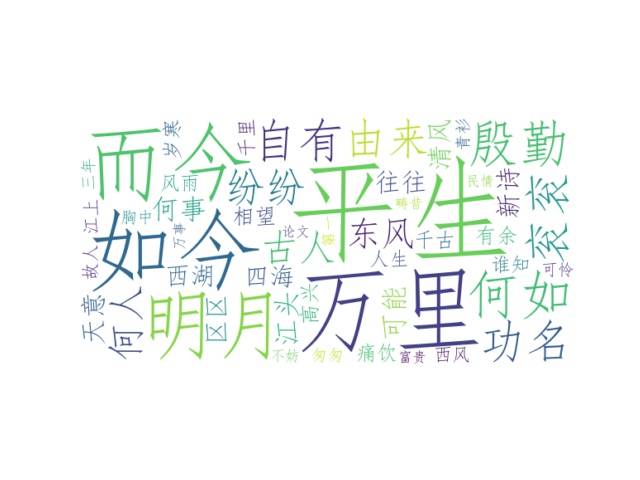 而今
平生
如今
万里
明月
自有
由来
殷勤
清风
青衫
千里
岁寒
三年
风雨
纷纷
往往
民情
新诗
衮衮
胸中
何事
相望
论文
第一
畴昔
东风
千古
有余
江上
故人
万事
古人
人生
谁知
可怜
西湖
四海
天意
何人
区区
江头
高兴
可能
何如
功名
不妨
匆匆
痛饮
富贵
西风